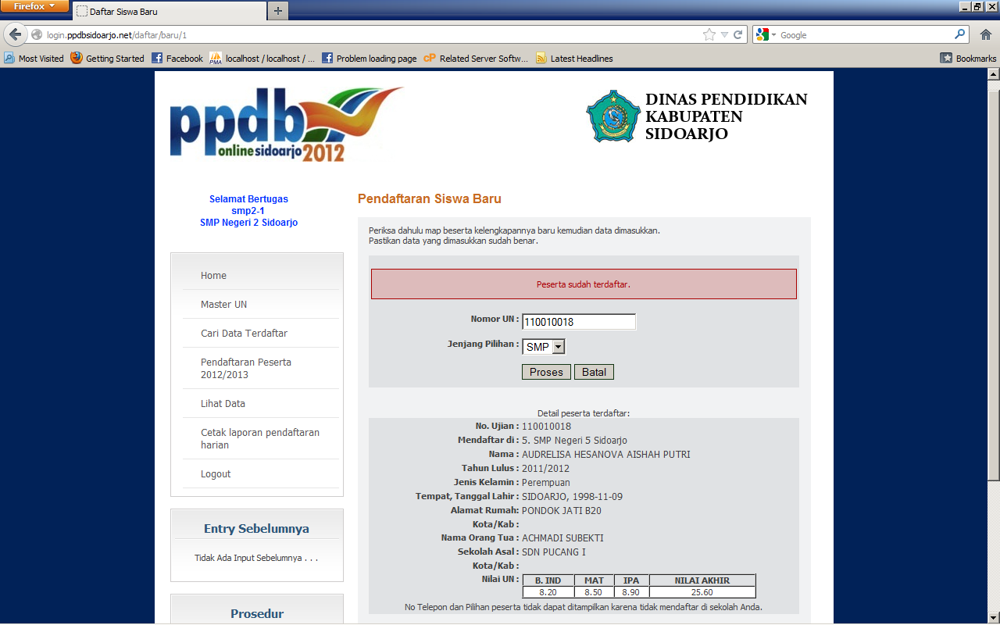 Firefox
Daftar Siswa Baru
login.ppdbsidoarjo.net/daftar/baru/1
Google
Most Visited
Getting Started
Facebook
localhost / localhost / ...
Problem loading page
Related Server Softw...
Latest Headlines
Bookmarks
ppdb
online sidoarjo 2012
DINAS PENDIDIKAN
KABUPATEN
SIDOARJO
Selamat Bertugas
smp2-1
SMP Negeri 2 Sidoarjo
Home
Master UN
Cari Data Terdaftar
Pendaftaran Peserta
2012/2013
Lihat Data
Cetak laporan pendaftaran
harian
Logout
Entry Sebelumnya
Tidak Ada Input Sebelumnya . . .
Prosedur
Pendaftaran Siswa Baru
Periksa dahulu map beserta kelengkapannya baru kemudian data dimasukkan.
Pastikan data yang dimasukkan sudah benar.
Peserta sudah terdaftar.
Nomor UN : 110010018
Jenjang Pilihan : SMP
Proses Batal
Detail peserta terdaftar:
No. Ujian : 110010018
Mendaftar di : 5. SMP Negeri 5 Sidoarjo
Nama : AUDRELISA HESANOVA AISHAH PUTRI
Tahun Lulus : 2011/2012
Jenis Kelamin : Perempuan
Tempat, Tanggal Lahir : SIDOARJO, 1998-11-09
Alamat Rumah: PONDOK JATI B20
Kota/Kab :
Nama Orang Tua : ACHMADI SUBEKTI
Sekolah Asal : SDN PUCANG I
Kota/Kab :
Nilai UN : B. IND MAT IPA NILAI AKHIR
8.20 8.50 8.90 25.60
No Telepon dan Pilihan peserta tidak dapat ditampilkan karena tidak mendaftar di sekolah Anda.